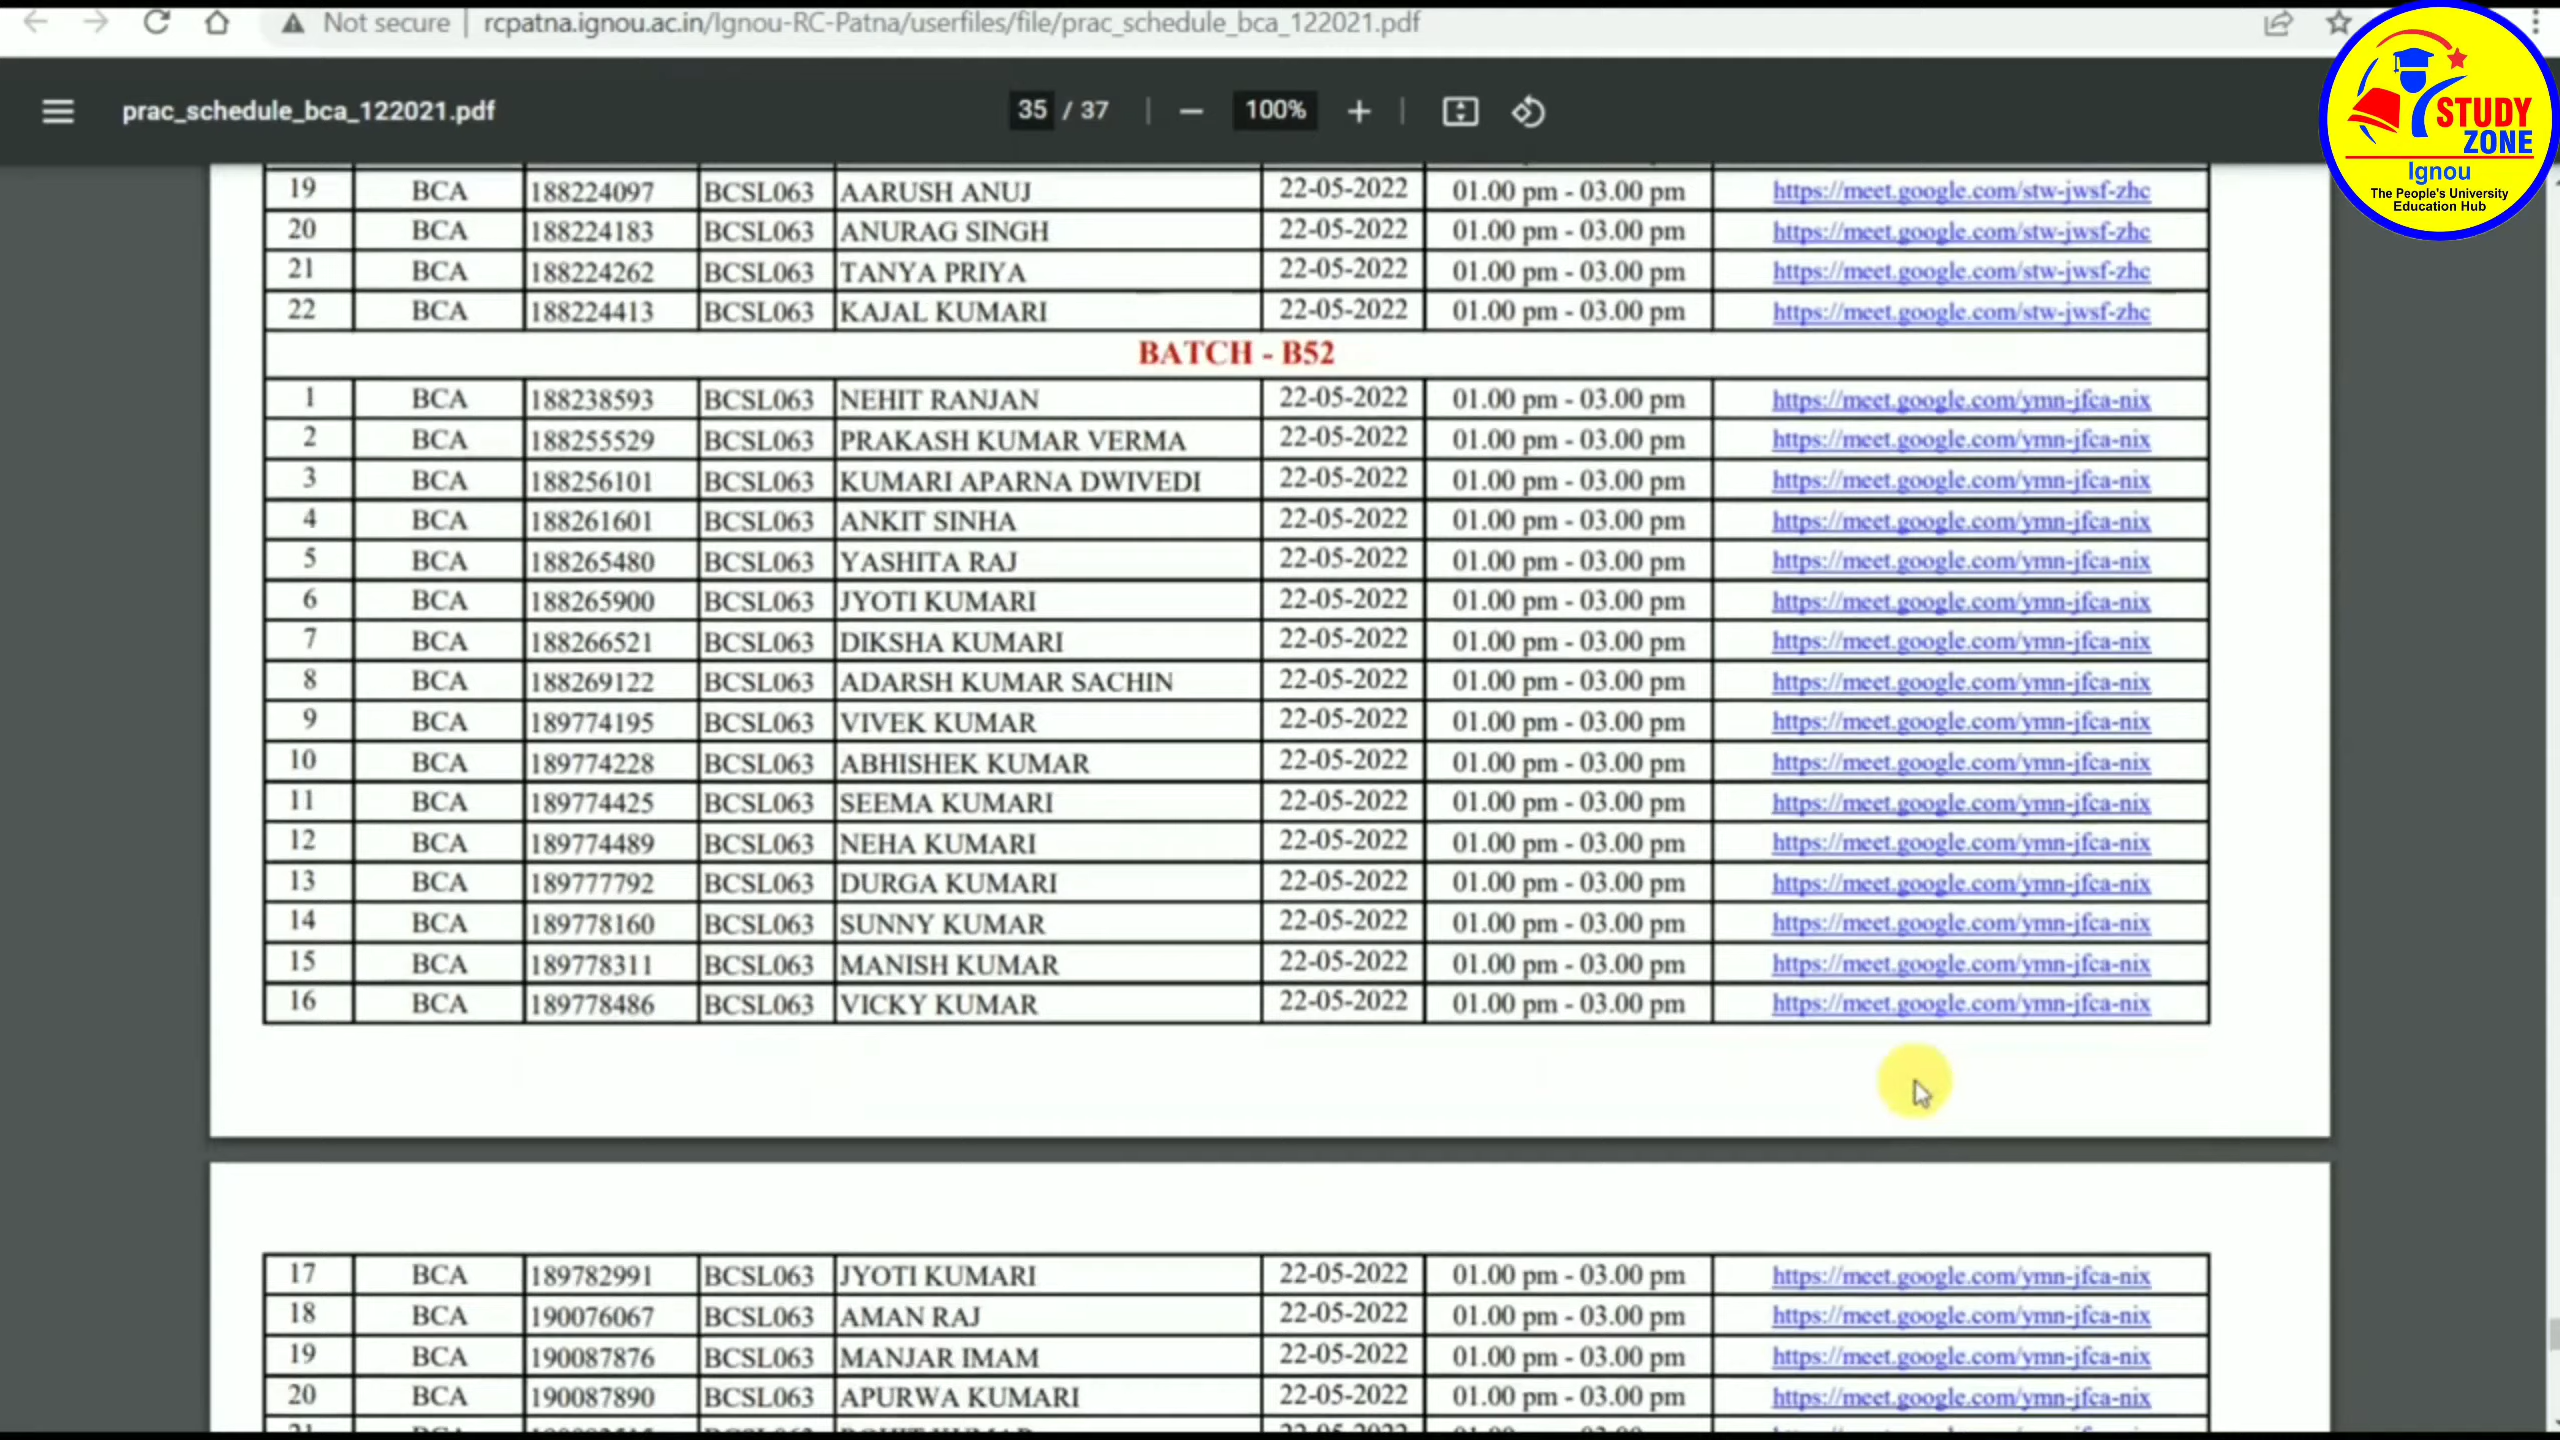 Not secure | rcpatna.ignou.ac.in/Ignou-RC-Patna/userfiles/file/prac_schedule_bca_122021.pdf
prac_schedule_bca_122021.pdf 35 / 37 100%
STUDY
ZONE
Ignou
The People's University
Education Hub
19 BCA 188224097 BCSL063 AARUSH ANUJ 22-05-2022 01.00 pm - 03.00 pm https://meet.google.com/stw-jwsf-zhc
20 BCA 188224183 BCSL063 ANURAG SINGH 22-05-2022 01.00 pm - 03.00 pm https://meet.google.com/stw-jwsf-zhc
21 BCA 188224262 BCSL063 TANYA PRIYA 22-05-2022 01.00 pm - 03.00 pm https://meet.google.com/stw-jwsf-zhc
22 BCA 188224413 BCSL063 KAJAL KUMARI 22-05-2022 01.00 pm - 03.00 pm https://meet.google.com/stw-jwsf-zhc
BATCH - B52
1 BCA 188238593 BCSL063 NEHIT RANJAN 22-05-2022 01.00 pm - 03.00 pm https://meet.google.com/ymn-jfca-nix
2 BCA 188255529 BCSL063 PRAKASH KUMAR VERMA 22-05-2022 01.00 pm - 03.00 pm https://meet.google.com/ymn-jfca-nix
3 BCA 188256101 BCSL063 KUMARI APARNA DWIVEDI 22-05-2022 01.00 pm - 03.00 pm https://meet.google.com/ymn-jfca-nix
4 BCA 188261601 BCSL063 ANKIT SINHA 22-05-2022 01.00 pm - 03.00 pm https://meet.google.com/ymn-jfca-nix
5 BCA 188265480 BCSL063 YASHITA RAJ 22-05-2022 01.00 pm - 03.00 pm https://meet.google.com/ymn-jfca-nix
6 BCA 188265900 BCSL063 JYOTI KUMARI 22-05-2022 01.00 pm - 03.00 pm https://meet.google.com/ymn-jfca-nix
7 BCA 188266521 BCSL063 DIKSHA KUMARI 22-05-2022 01.00 pm - 03.00 pm https://meet.google.com/ymn-jfca-nix
8 BCA 188269122 BCSL063 ADARSH KUMAR SACHIN 22-05-2022 01.00 pm - 03.00 pm https://meet.google.com/ymn-jfca-nix
9 BCA 189774195 BCSL063 VIVEK KUMAR 22-05-2022 01.00 pm - 03.00 pm https://meet.google.com/ymn-jfca-nix
10 BCA 189774228 BCSL063 ABHISHEK KUMAR 22-05-2022 01.00 pm - 03.00 pm https://meet.google.com/ymn-jfca-nix
11 BCA 189774425 BCSL063 SEEMA KUMARI 22-05-2022 01.00 pm - 03.00 pm https://meet.google.com/ymn-jfca-nix
12 BCA 189774489 BCSL063 NEHA KUMARI 22-05-2022 01.00 pm - 03.00 pm https://meet.google.com/ymn-jfca-nix
13 BCA 189777792 BCSL063 DURGA KUMARI 22-05-2022 01.00 pm - 03.00 pm https://meet.google.com/ymn-jfca-nix
14 BCA 189778160 BCSL063 SUNNY KUMAR 22-05-2022 01.00 pm - 03.00 pm https://meet.google.com/ymn-jfca-nix
15 BCA 189778311 BCSL063 MANISH KUMAR 22-05-2022 01.00 pm - 03.00 pm https://meet.google.com/ymn-jfca-nix
16 BCA 189778486 BCSL063 VICKY KUMAR 22-05-2022 01.00 pm - 03.00 pm https://meet.google.com/ymn-jfca-nix
17 BCA 189782991 BCSL063 JYOTI KUMARI 22-05-2022 01.00 pm - 03.00 pm https://meet.google.com/ymn-jfca-nix
18 BCA 190076067 BCSL063 AMAN RAJ 22-05-2022 01.00 pm - 03.00 pm https://meet.google.com/ymn-jfca-nix
19 BCA 190087876 BCSL063 MANJAR IMAM 22-05-2022 01.00 pm - 03.00 pm https://meet.google.com/ymn-jfca-nix
20 BCA 190087890 BCSL063 APURWA KUMARI 22-05-2022 01.00 pm - 03.00 pm https://meet.google.com/ymn-jfca-nix